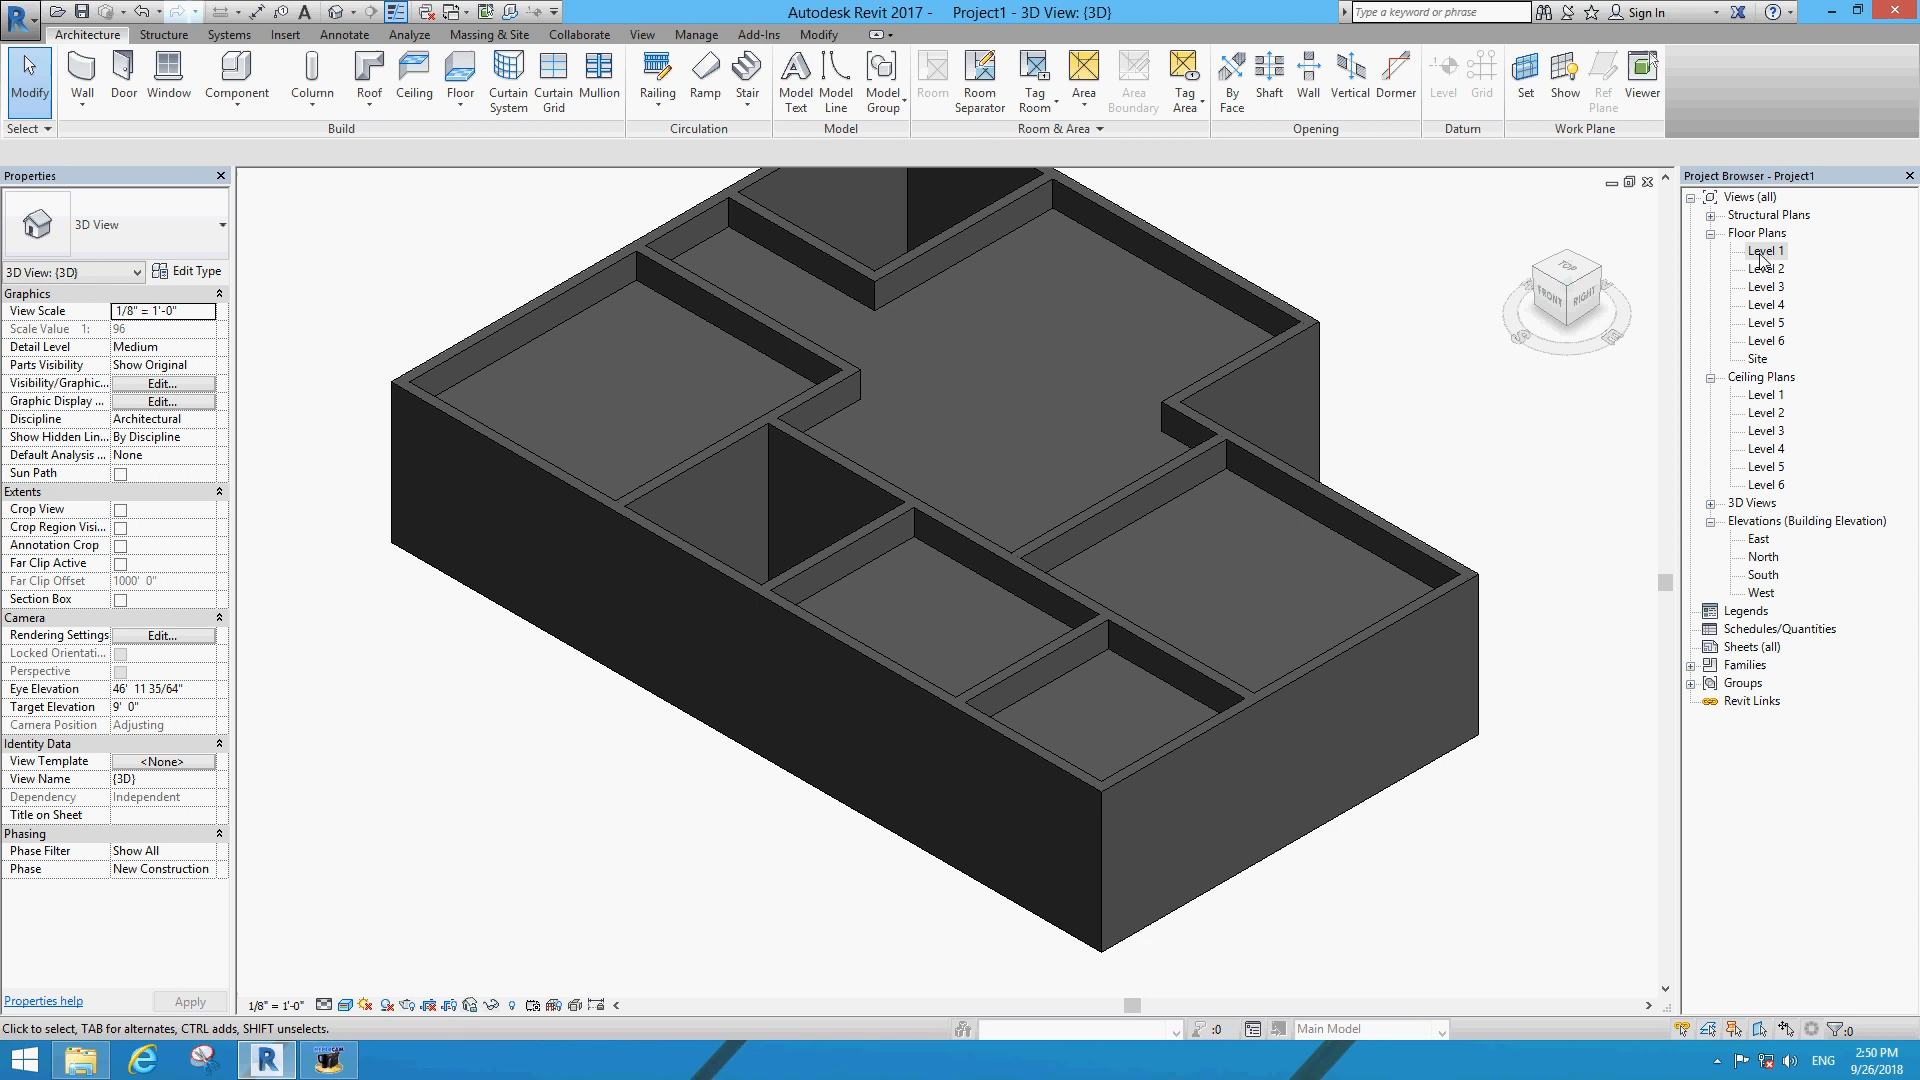 Autodesk Revit 2017 - Project1 - 3D View: {3D}
Type a keyword or phrase
Sign In
Architecture Structure Systems Insert Annotate Analyze Massing & Site Collaborate View Manage Add-Ins Modify
Modify Wall Door Window Component Column Roof Ceiling Floor Curtain System Curtain Grid Mullion Railing Ramp Stair Model Text Model Line Model Group Room Room Separator Tag Room Area Area Boundary Tag Area By Face Shaft Wall Vertical Dormer Level Grid Set Show Ref Plane Viewer
Select Build Circulation Model Room & Area Opening Datum Work Plane
Properties
3D View
3D View: {3D} Edit Type
Graphics
View Scale 1/8" = 1'-0"
Scale Value 1: 96
Detail Level Medium
Parts Visibility Show Original
Visibility/Graphic... Edit...
Graphic Display ... Edit...
Discipline Architectural
Show Hidden Lin... By Discipline
Default Analysis ... None
Sun Path
Extents
Crop View
Crop Region Visi...
Annotation Crop
Far Clip Active
Far Clip Offset 1000' 0"
Section Box
Camera
Rendering Settings Edit...
Locked Orientati...
Perspective
Eye Elevation 46' 11 35/64"
Target Elevation 9' 0"
Camera Position Adjusting
Identity Data
View Template <None>
View Name {3D}
Dependency Independent
Title on Sheet
Phasing
Phase Filter Show All
Phase New Construction
Properties help Apply
TOP
FRONT RIGHT
Project Browser - Project1
Views (all)
Structural Plans
Floor Plans
Level 1
Level 2
Level 3
Level 4
Level 5
Level 6
Site
Ceiling Plans
Level 1
Level 2
Level 3
Level 4
Level 5
Level 6
3D Views
Elevations (Building Elevation)
East
North
South
West
Legends
Schedules/Quantities
Sheets (all)
Families
Groups
Revit Links
1/8" = 1'-0"
Click to select, TAB for alternates, CTRL adds, SHIFT unselects.
:0
Main Model
:0
ENG
2:50 PM
9/26/2018